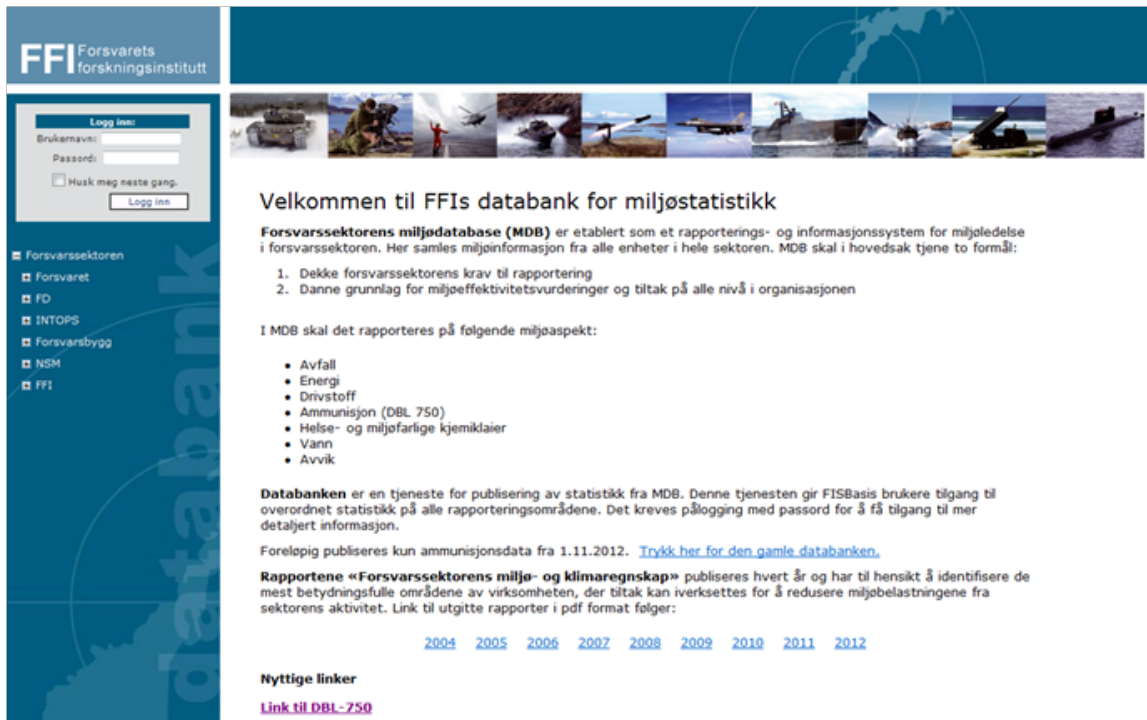 FFI Forsvarets
forskningsinstitutt
Logg inn:
Brukernavn:
Passord:
Husk meg neste gang.
Logg inn
Forsvarssektoren
Forsvaret
FD
INTOPS
Forsvarsbygg
NSM
FFI
databank
Velkommen til FFIs databank for miljøstatistikk
Forsvarssektorens miljødatabase (MDB) er etablert som et rapporterings- og informasjonssystem for miljøledelse
i forsvarssektoren. Her samles miljøinformasjon fra alle enheter i hele sektoren. MDB skal i hovedsak tjene to formål:
1. Dekke forsvarssektorens krav til rapportering
2. Danne grunnlag for miljøeffektivitetsvurderinger og tiltak på alle nivå i organisasjonen
I MDB skal det rapporteres på følgende miljøaspekt:
• Avfall
• Energi
• Drivstoff
• Ammunisjon (DBL 750)
• Helse- og miljøfarlige kjemiklaier
• Vann
• Avvik
Databanken er en tjeneste for publisering av statistikk fra MDB. Denne tjenesten gir FISBasis brukere tilgang til
overordnet statistikk på alle rapporteringsområdene. Det kreves pålogging med passord for å få tilgang til mer
detaljert informasjon.
Foreløpig publiseres kun ammunisjonsdata fra 1.11.2012. Trykk her for den gamle databanken.
Rapportene «Forsvarssektorens miljø- og klimaregnskap» publiseres hvert år og har til hensikt å identifisere de
mest betydningsfulle områdene av virksomheten, der tiltak kan iverksettes for å redusere miljøbelastningene fra
sektorens aktivitet. Link til utgitte rapporter i pdf format følger:
2004 2005 2006 2007 2008 2009 2010 2011 2012
Nyttige linker
Link til DBL-750